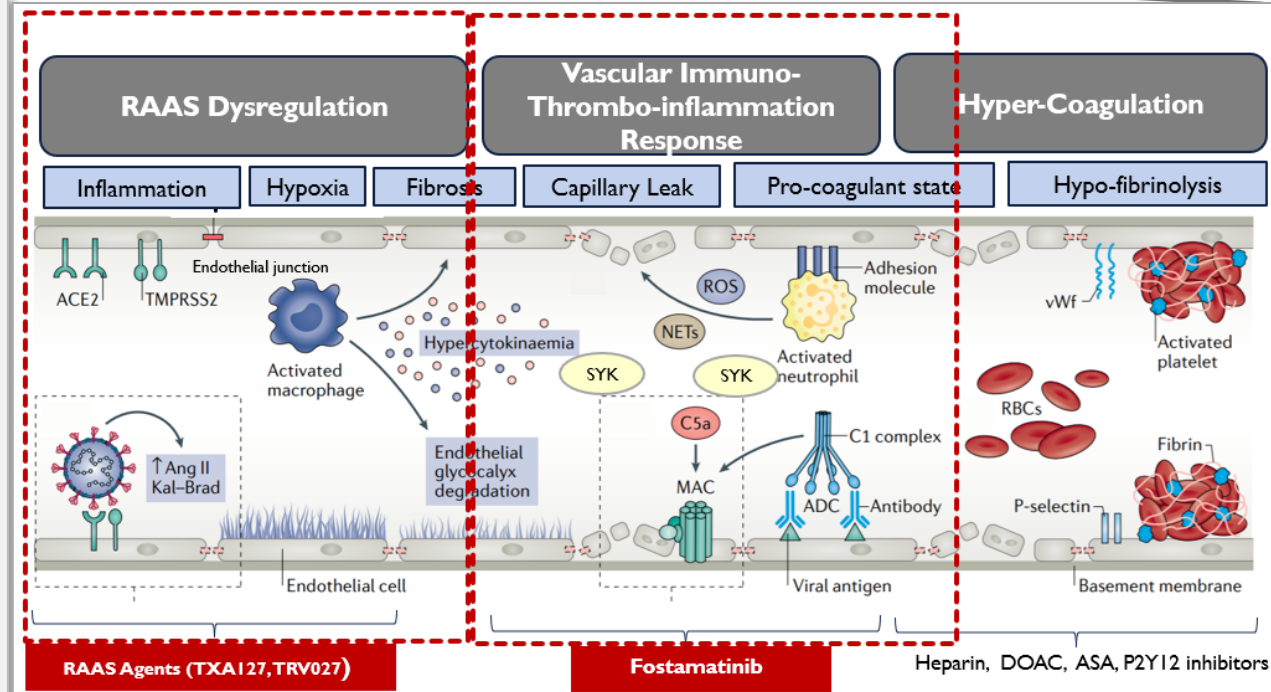 RAAS Dysregulation
Vascular Immuno-
Thrombo-inflammation
Response
Hyper-Coagulation
Inflammation
Hypoxia
Fibrosis
Capillary Leak
Pro-coagulant state
Hypo-fibrinolysis
Endothelial junction
ACE2
TMPRSS2
Activated
macrophage
Hypercytokinaemia
ROS
NETs
Adhesion
molecule
Activated
neutrophil
SYK
SYK
vWf
Activated
platelet
RBCs
↑Ang II
Kal–Brad
Endothelial
glycocalyx
degradation
C5a
MAC
C1 complex
ADC
Antibody
Fibrin
P-selectin
Endothelial cell
Viral antigen
Basement membrane
RAAS Agents (TXA127, TRV027)
Fostamatinib
Heparin, DOAC, ASA, P2Y12 inhibitors